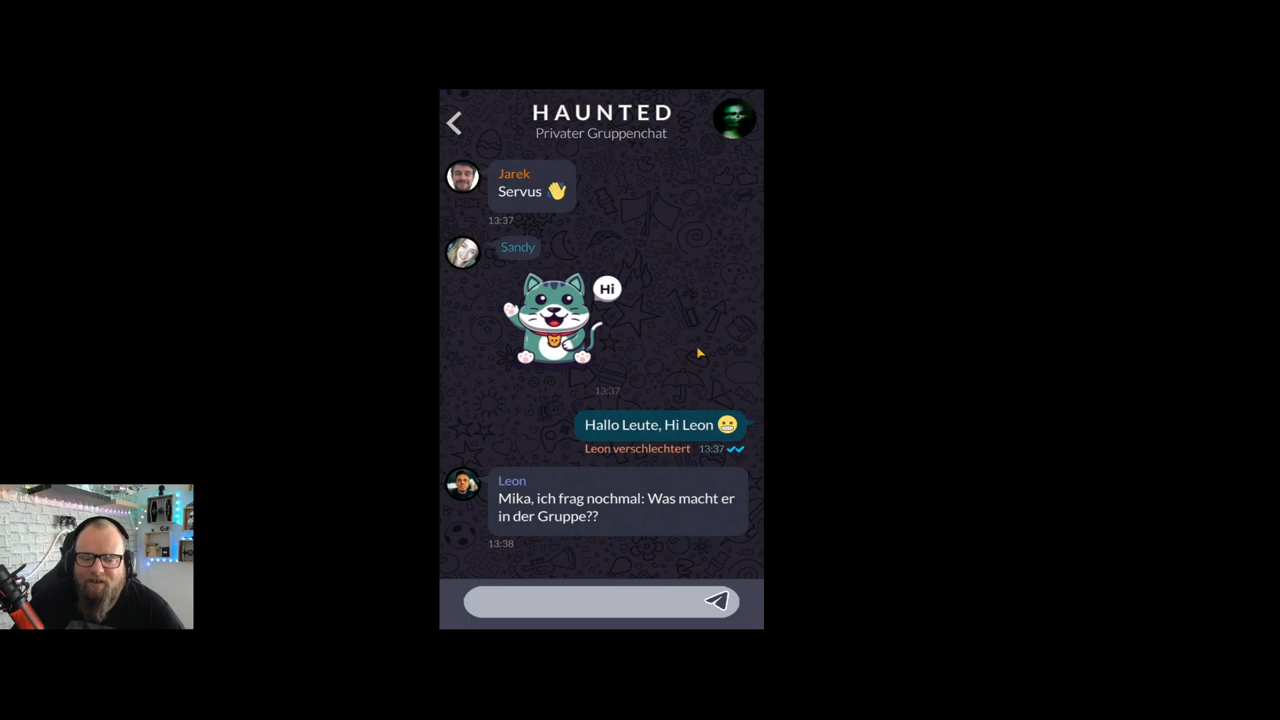 HAUNTED
Privater Gruppenchat
Jarek
Servus 👋
13:37
Sandy
Hi
13:37
Hallo Leute, Hi Leon 😬
Leon verschlechtert 13:37
Leon
Mika, ich frag nochmal: Was macht er
in der Gruppe??
13:38